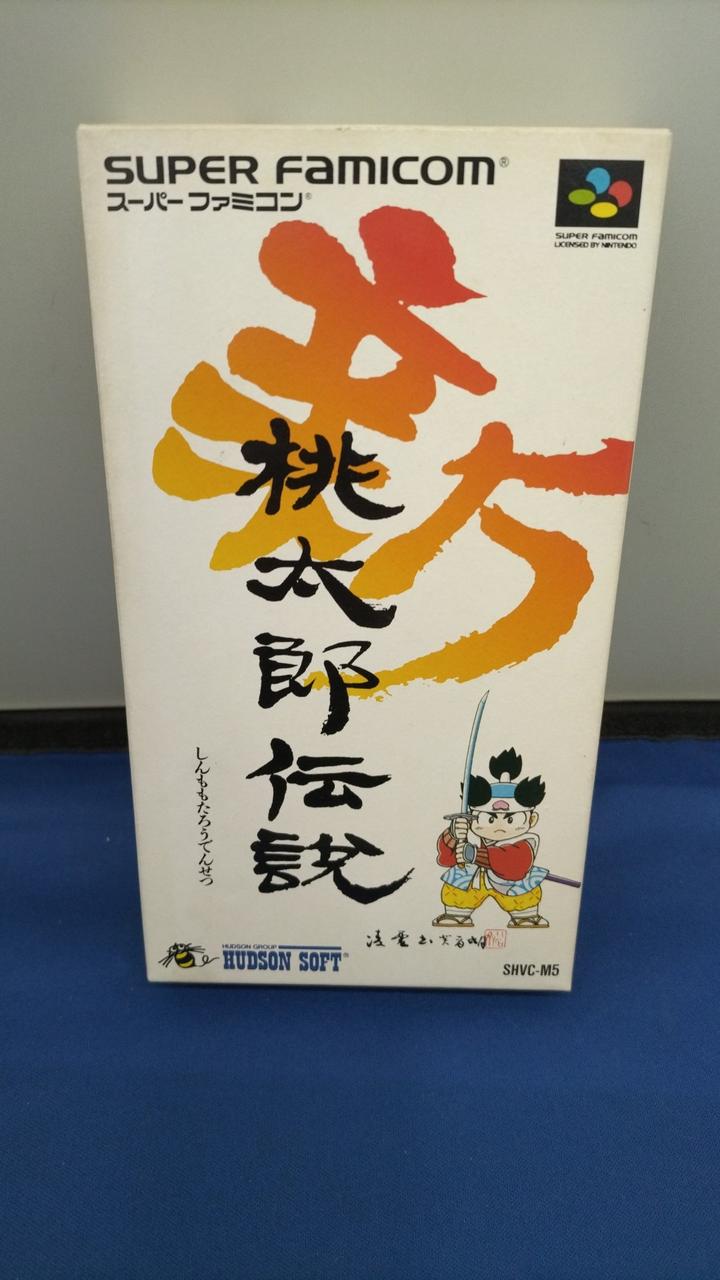 SUPER FAMICOM®
スーパーファミコン®
SUPER FAMICOM
LICENSED BY NINTENDO
新
桃太郎伝説
しんももたろうでんせつ
HUDSON GROUP
HUDSON SOFT®
SHVC-M5